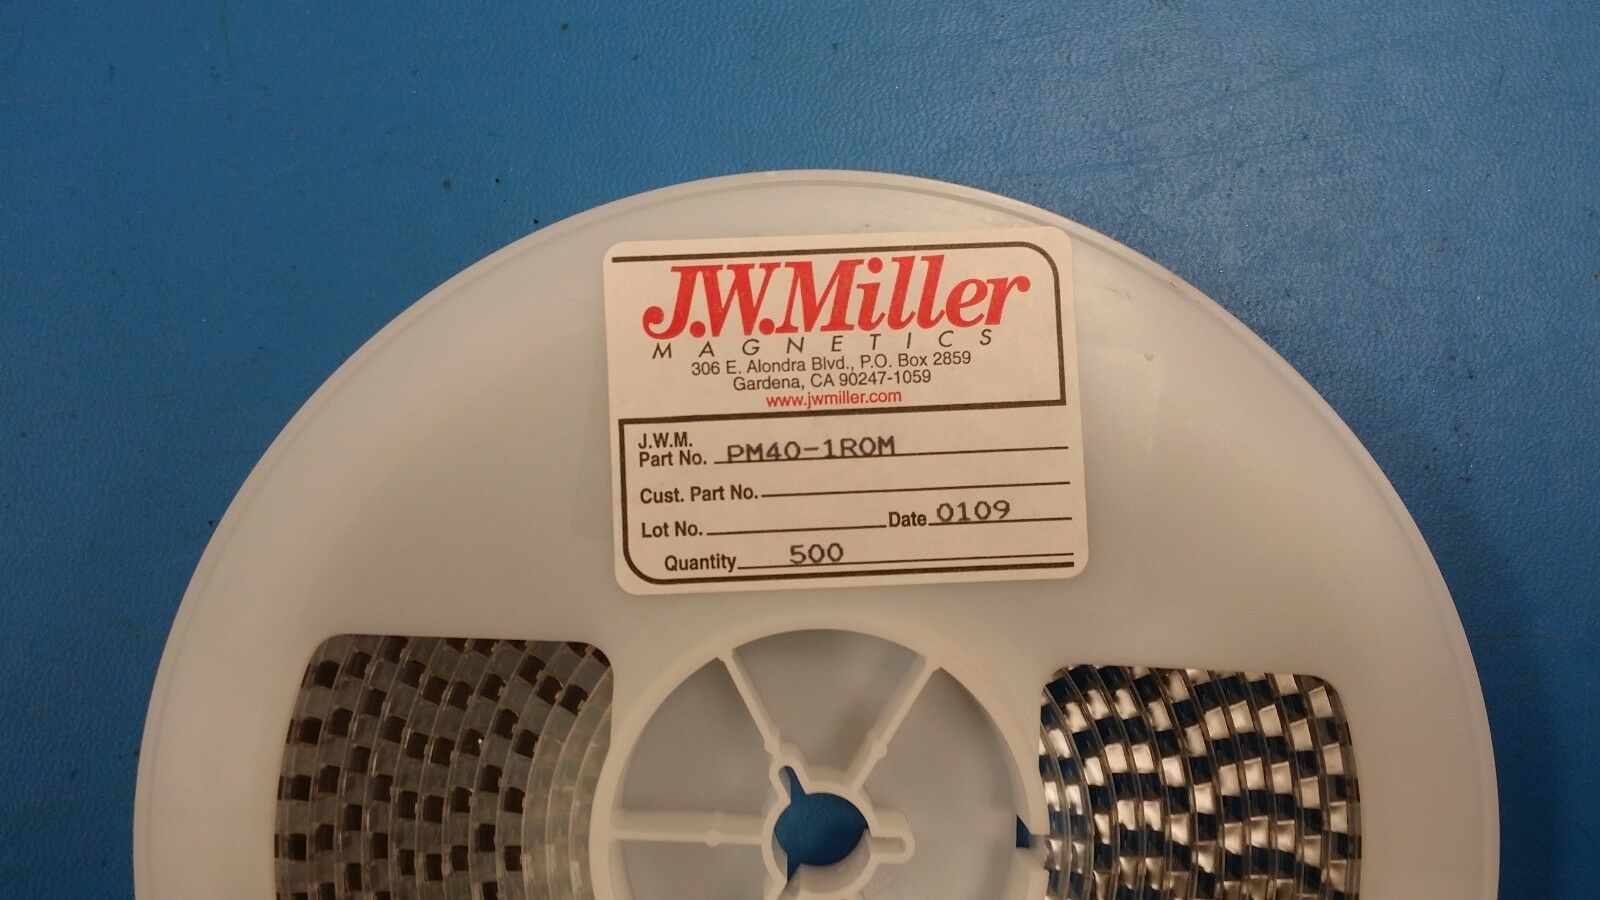 J.W.Miller
MAGNETICS
306 E. Alondra Blvd., P.O. Box 2859
Gardena, CA 90247-1059
www.jwmiller.com
J.W.M.
Part No. PM40-1R0M
Cust. Part No.
Lot No. Date 0109
Quantity 500